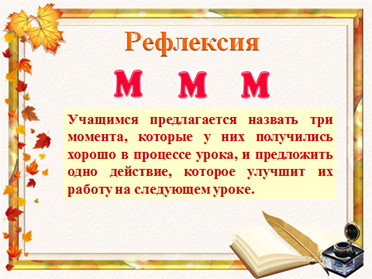 Рефлексия
М М М
Учащимся предлагается назвать три
момента, которые у них получились
хорошо в процессе урока, и предложить
одно действие, которое улучшит их
работу на следующем уроке.